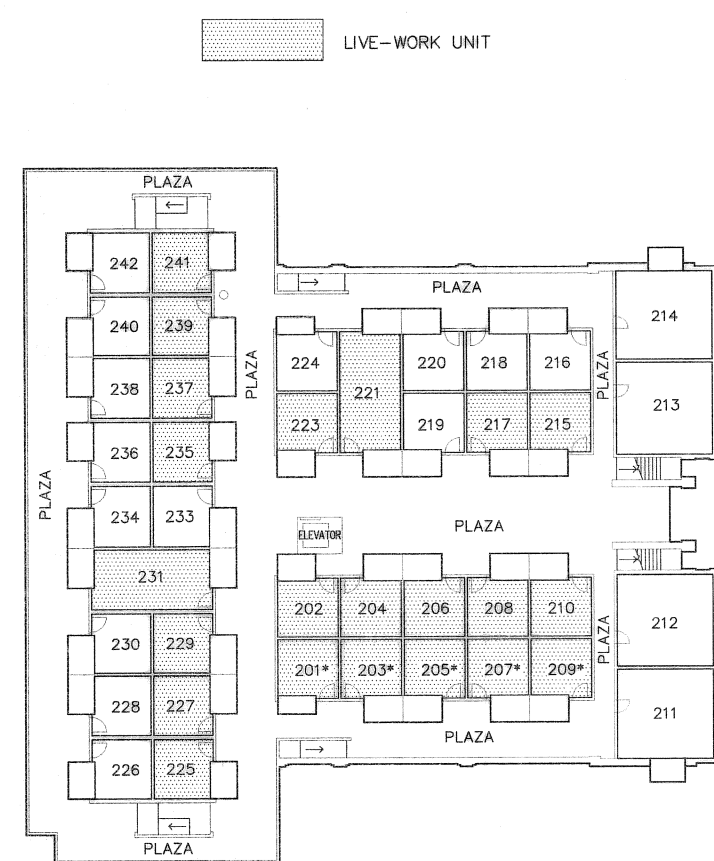 LIVE-WORK UNIT
PLAZA
242 241
240 239
238 237
236 235
234 233
231
230 229
228 227
226 225
PLAZA
PLAZA
PLAZA
PLAZA
224 221 220 218 216
223 219 217 215
PLAZA
214
213
ELEVATOR
PLAZA
202 204 206 208 210
201* 203* 205* 207* 209*
PLAZA
212
211
PLAZA